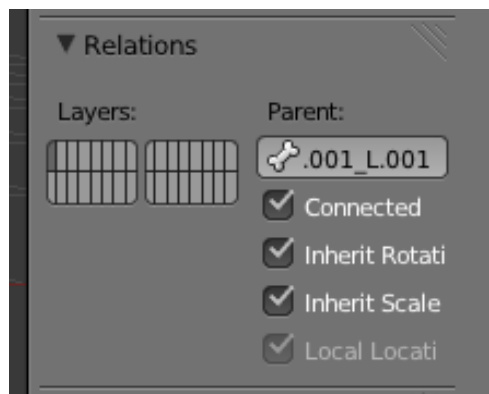 Relations
Layers:
Parent:
.001_L.001
Connected
Inherit Rotati
Inherit Scale
Local Locati